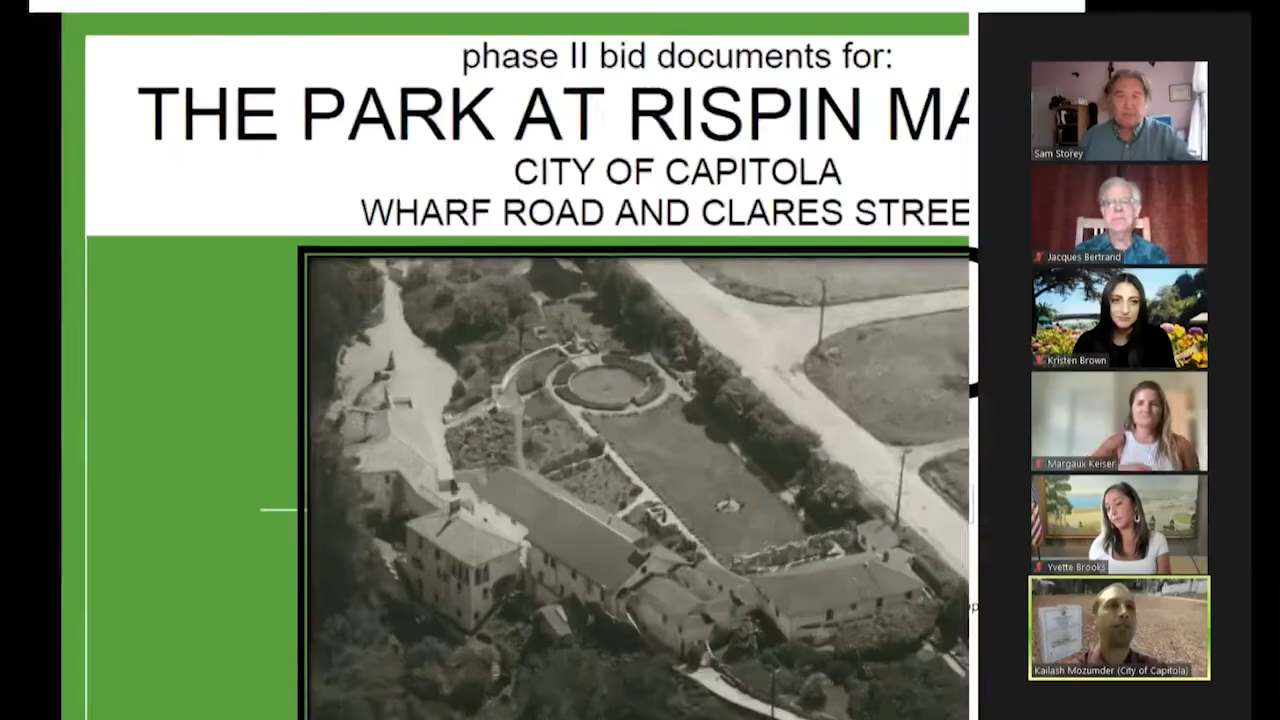 phase II bid documents for:
THE PARK AT RISPIN MA
CITY OF CAPITOLA
WHARF ROAD AND CLARES STREE
Sam Storey
Jacques Bertrand
Kristen Brown
Margaux Keiser
Yvette Brooks
Kailash Mozumder (City of Capitola)